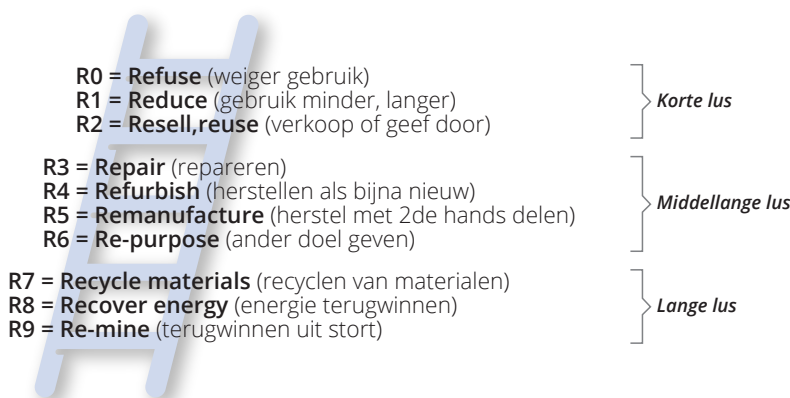 R0 = Refuse (weiger gebruik)
R1 = Reduce (gebruik minder, langer)
R2 = Resell,reuse (verkoop of geef door)
Korte lus
R3 = Repair (repareren)
R4 = Refurbish (herstellen als bijna nieuw)
R5 = Remanufacture (herstel met 2de hands delen)
R6 = Re-purpose (ander doel geven)
Middellange lus
R7 = Recycle materials (recyclen van materialen)
R8 = Recover energy (energie terugwinnen)
R9 = Re-mine (terugwinnen uit stort)
Lange lus